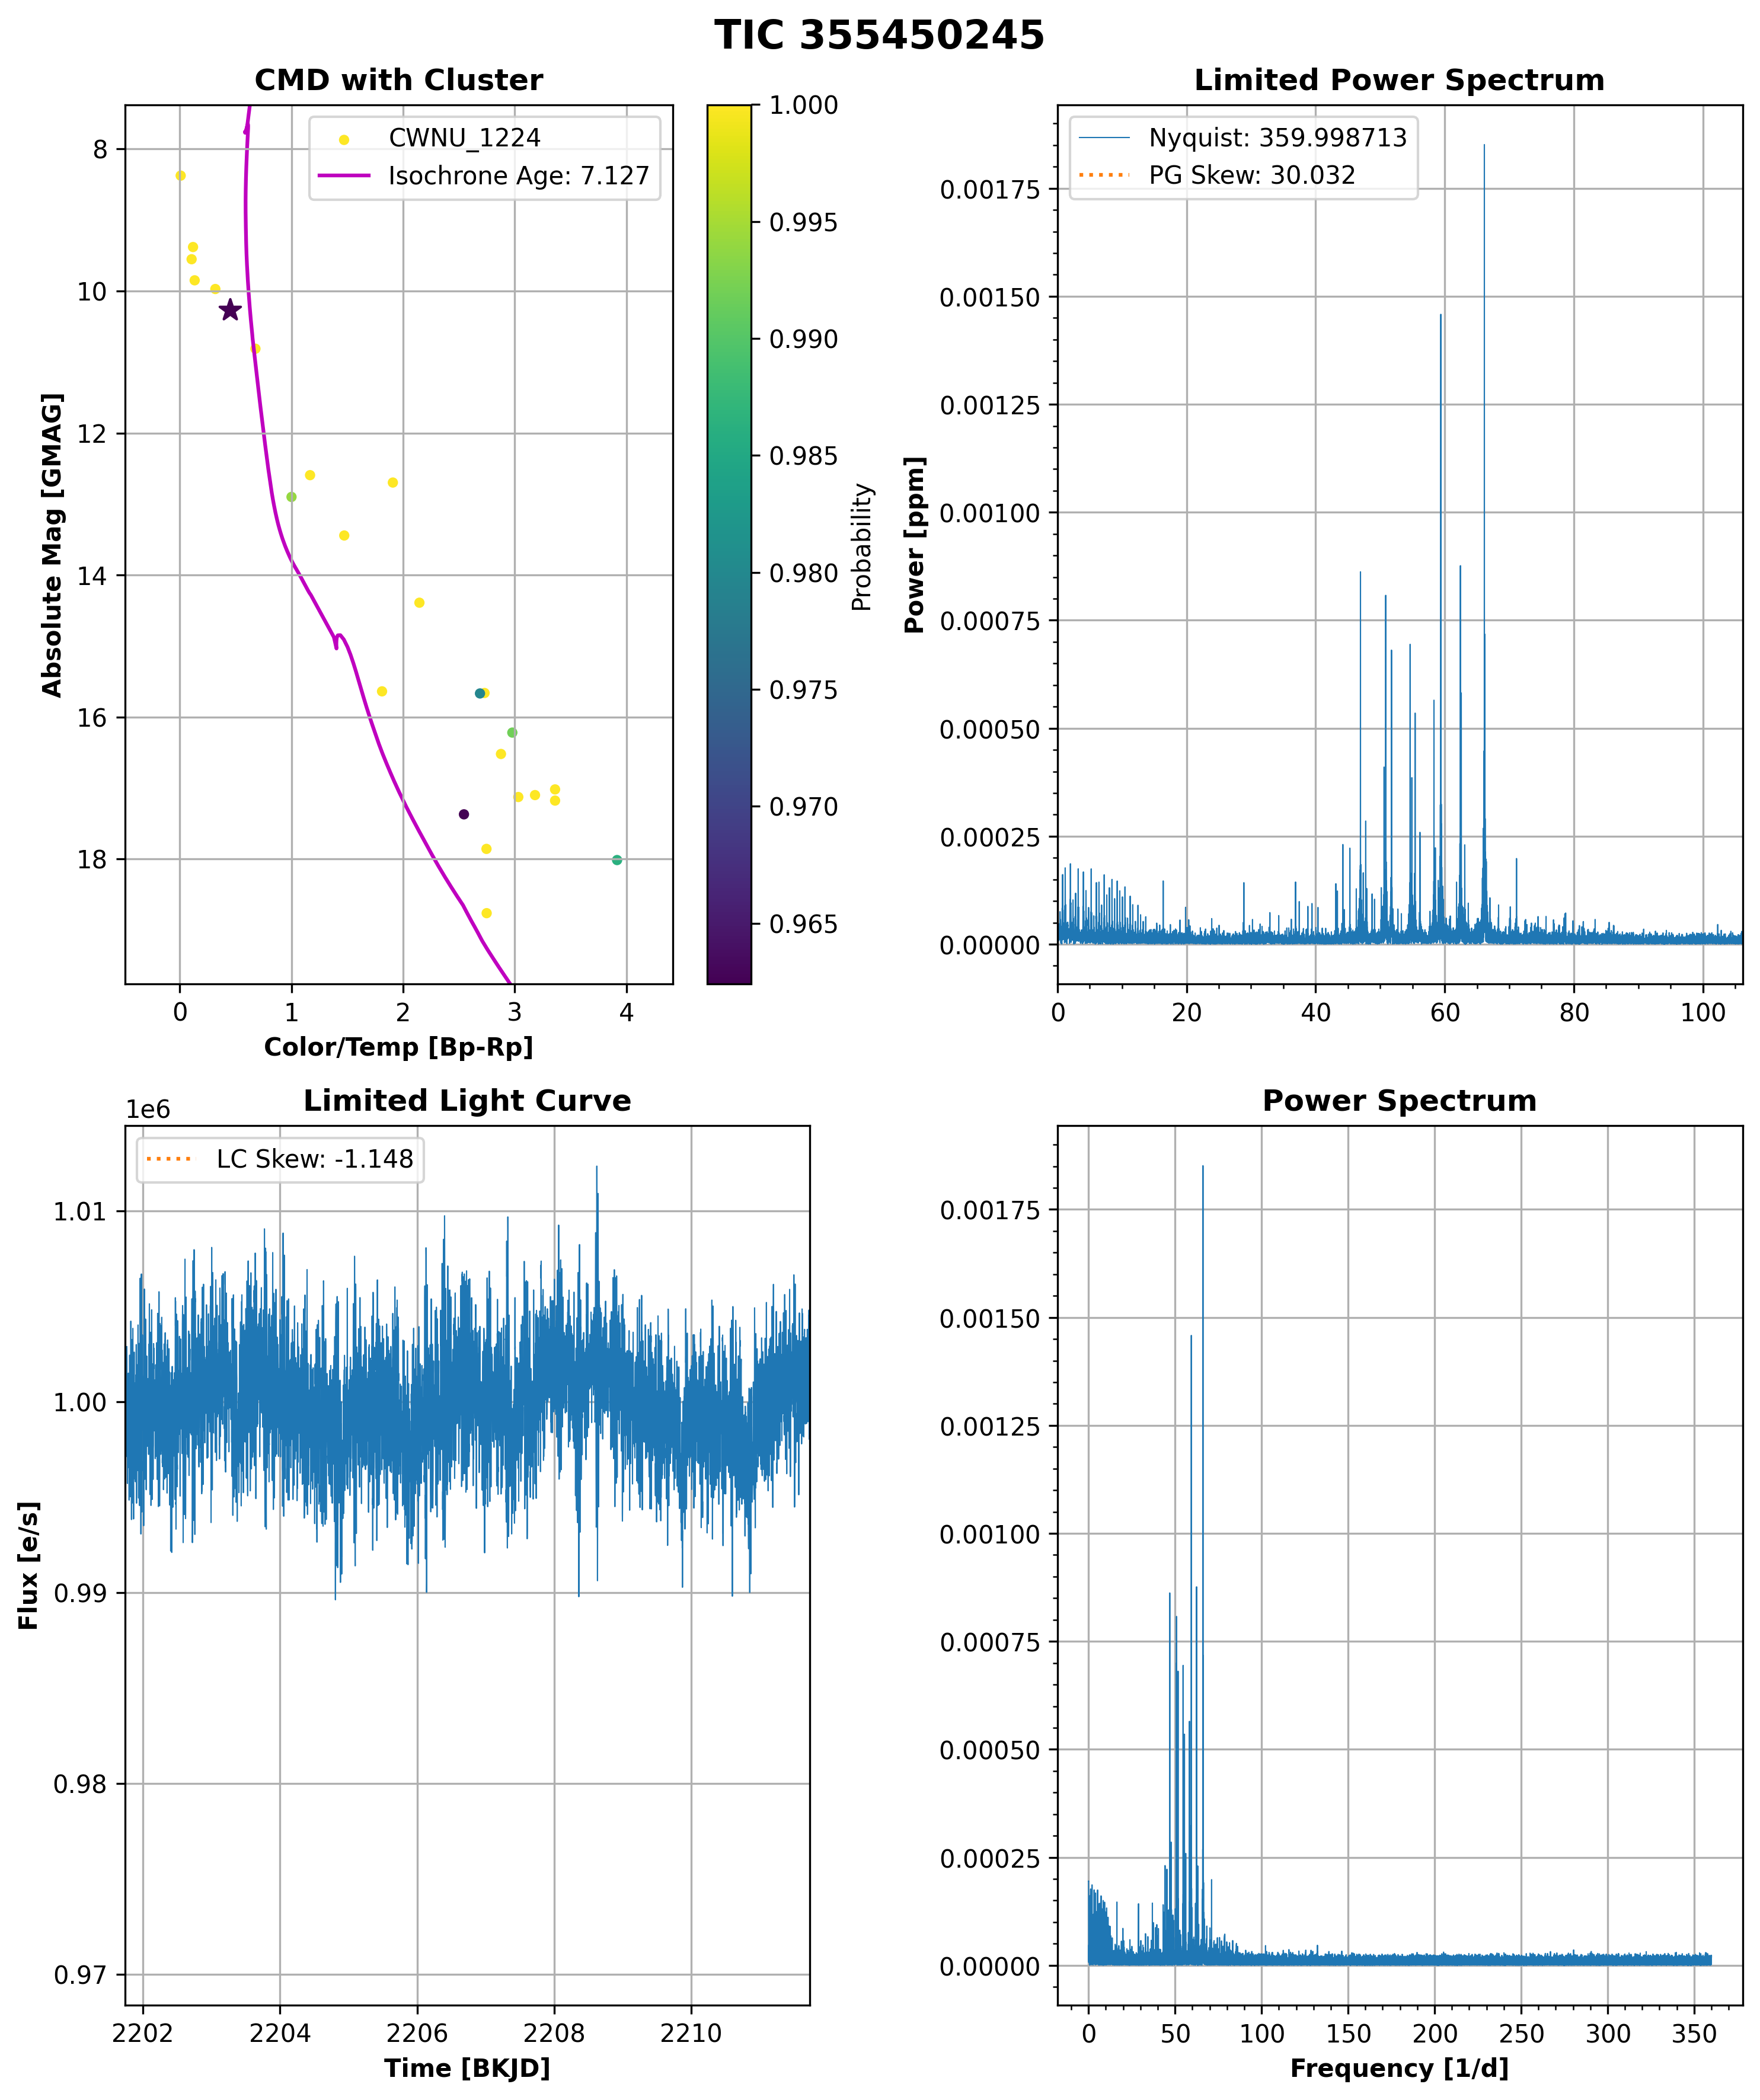 TIC 355450245
CMD with Cluster
CWNU_1224
Isochrone Age: 7.127
8
10
12
14
16
18
Absolute Mag [GMAG]
0 1 2 3 4
Color/Temp [Bp-Rp]
1.000
0.995
0.990
0.985
0.980
0.975
0.970
0.965
Probability
Limited Power Spectrum
Nyquist: 359.998713
PG Skew: 30.032
0.00175
0.00150
0.00125
0.00100
0.00075
0.00050
0.00025
0.00000
Power [ppm]
0 20 40 60 80 100
Limited Light Curve
1e6
LC Skew: -1.148
1.01
1.00
0.99
0.98
0.97
Flux [e/s]
2202 2204 2206 2208 2210
Time [BKJD]
Power Spectrum
0.00175
0.00150
0.00125
0.00100
0.00075
0.00050
0.00025
0.00000
0 50 100 150 200 250 300 350
Frequency [1/d]